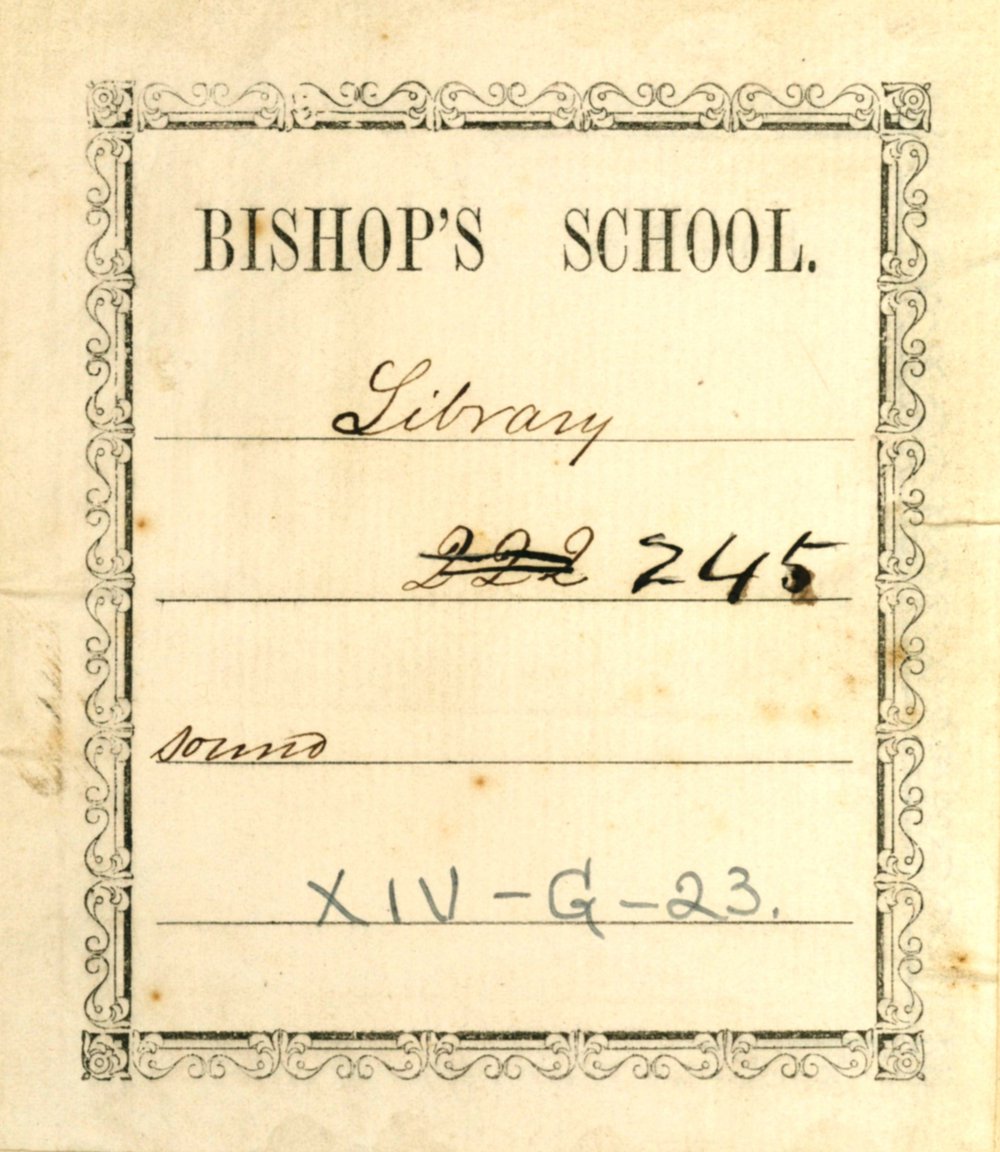 BISHOP'S SCHOOL.
Library
222 245
sound
XIV-G-23.